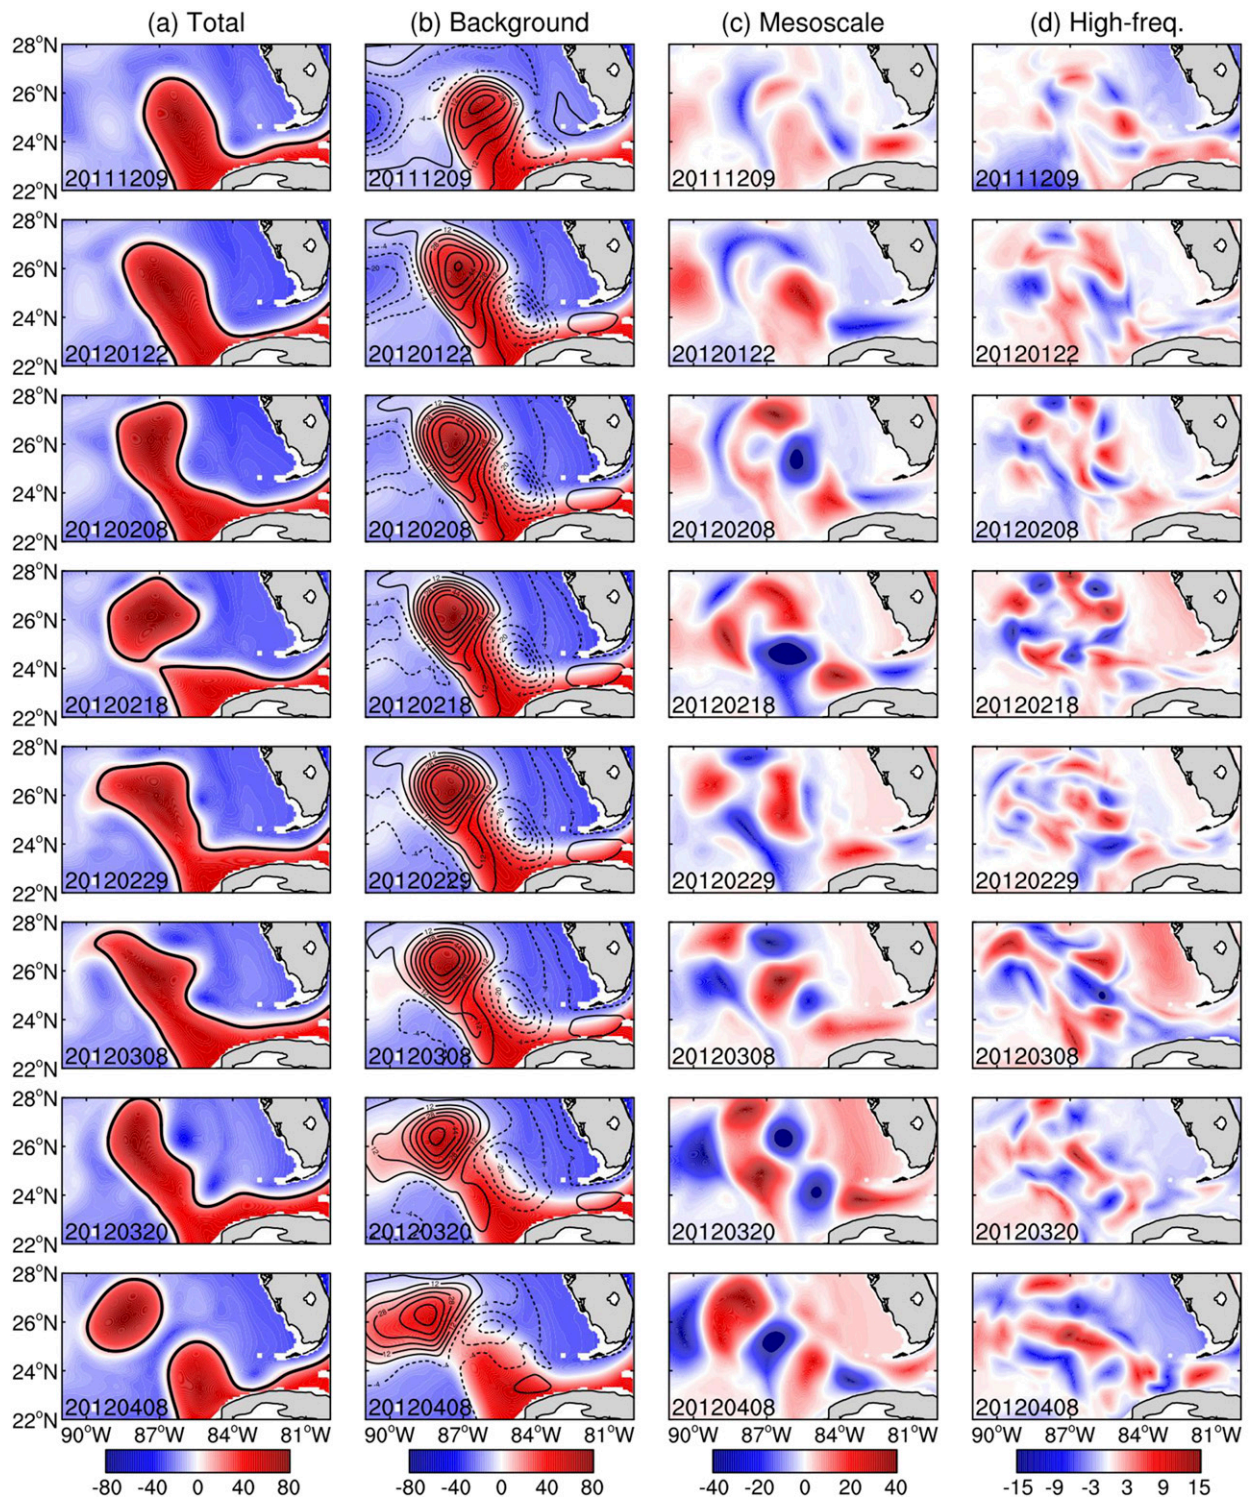 (a) Total (b) Background (c) Mesoscale (d) High-freq.
28°N
26°N
24°N
22°N
20111209 20111209 20111209 20111209
28°N
26°N
24°N
22°N
20120122 20120122 20120122 20120122
28°N
26°N
24°N
22°N
20120208 20120208 20120208 20120208
28°N
26°N
24°N
22°N
20120218 20120218 20120218 20120218
28°N
26°N
24°N
22°N
20120229 20120229 20120229 20120229
28°N
26°N
24°N
22°N
20120308 20120308 20120308 20120308
28°N
26°N
24°N
22°N
20120320 20120320 20120320 20120320
28°N
26°N
24°N
22°N
20120408 20120408 20120408 20120408
90°W 87°W 84°W 81°W 90°W 87°W 84°W 81°W 90°W 87°W 84°W 81°W 90°W 87°W 84°W 81°W
-80 -40 0 40 80 -80 -40 0 40 80 -40 -20 0 20 40 -15 -9 -3 3 9 15